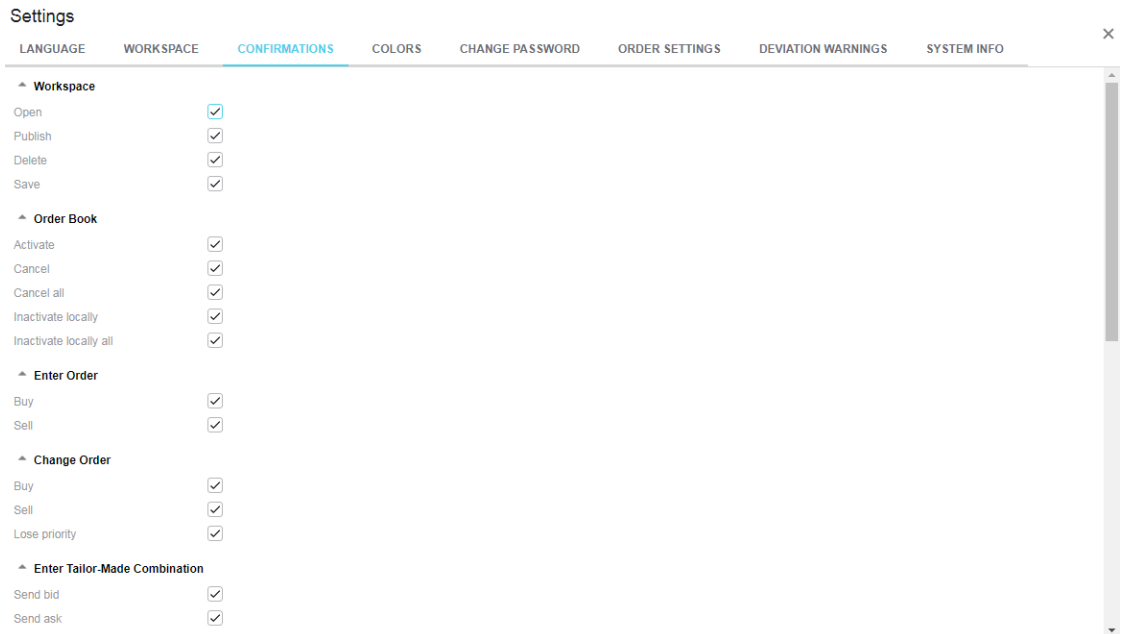 Settings
LANGUAGE WORKSPACE CONFIRMATIONS COLORS CHANGE PASSWORD ORDER SETTINGS DEVIATION WARNINGS SYSTEM INFO
Workspace
Open
Publish
Delete
Save
Order Book
Activate
Cancel
Cancel all
Inactivate locally
Inactivate locally all
Enter Order
Buy
Sell
Change Order
Buy
Sell
Lose priority
Enter Tailor-Made Combination
Send bid
Send ask